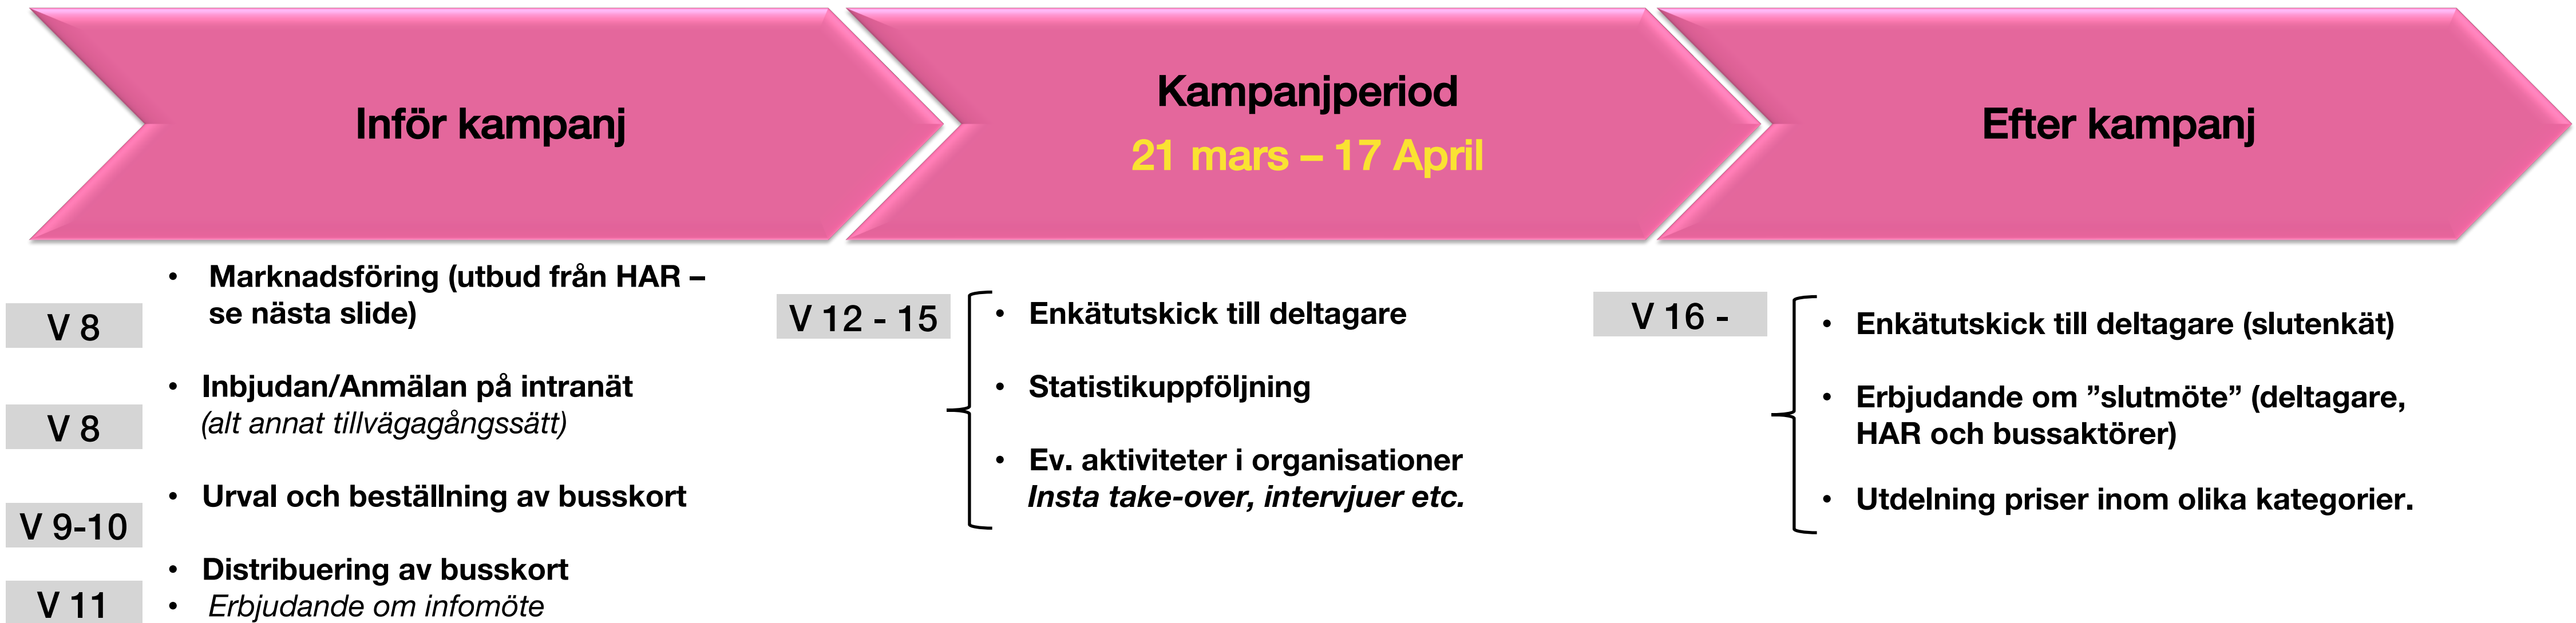 Inför kampanj
Kampanjperiod
21 mars – 17 April
Efter kampanj
V 8
• Marknadsföring (utbud från HAR –
se nästa slide)
V 8
• Inbjudan/Anmälan på intranät
(alt annat tillvägagångssätt)
V 9-10
• Urval och beställning av busskort
V 11
• Distribuering av busskort
• Erbjudande om infomöte
V 12 - 15
• Enkätutskick till deltagare
• Statistikuppföljning
• Ev. aktiviteter i organisationer
Insta take-over, intervjuer etc.
V 16 -
• Enkätutskick till deltagare (slutenkät)
• Erbjudande om ”slutmöte” (deltagare,
HAR och bussaktörer)
• Utdelning priser inom olika kategorier.